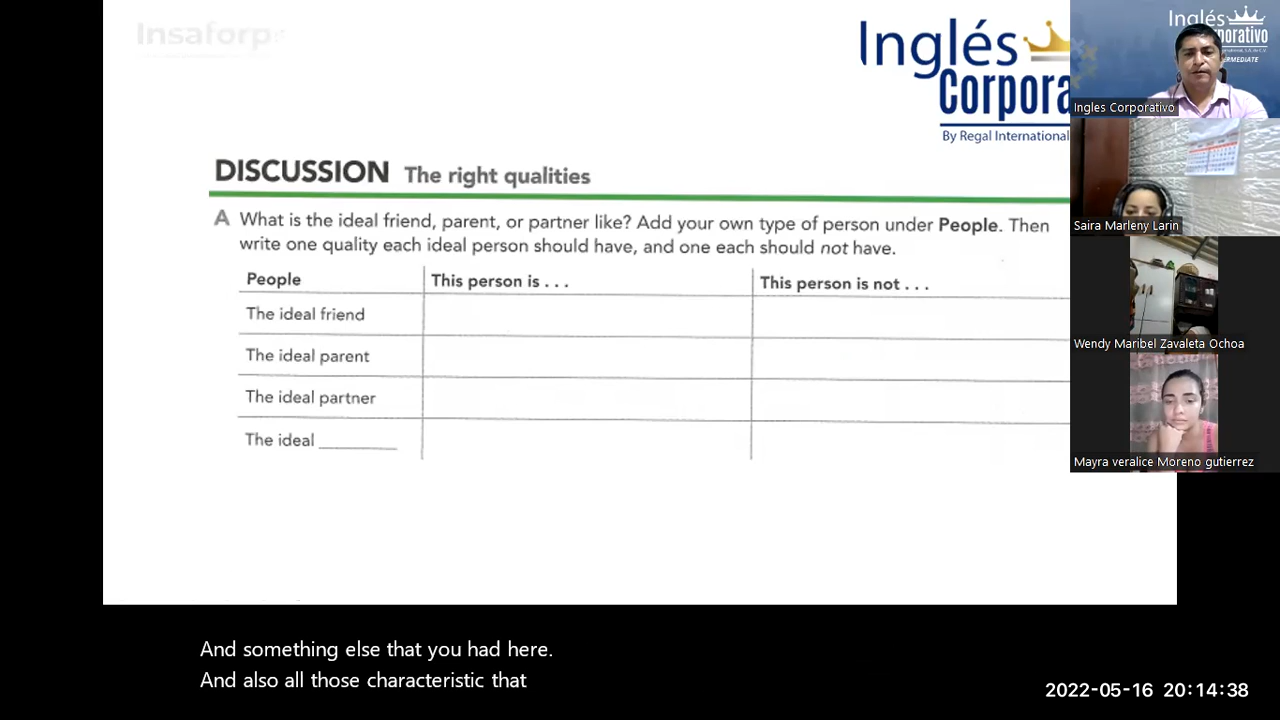 Insaforp
Inglés
Corpora
By Regal International
DISCUSSION The right qualities
A What is the ideal friend, parent, or partner like? Add your own type of person under People. Then
write one quality each ideal person should have, and one each should not have.
People This person is . . . This person is not . . .
The ideal friend
The ideal parent
The ideal partner
The ideal ________
Inglés
orporativo
ERMEDIATE
Ingles Corporativo
Saira Marleny Larin
Wendy Maribel Zavaleta Ochoa
Mayra veralice Moreno gutierrez
And something else that you had here.
And also all those characteristic that
2022-05-16 20:14:38